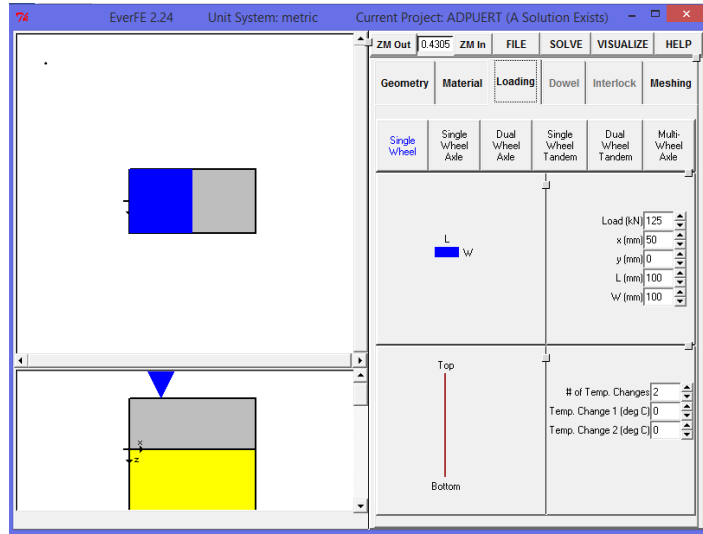 EverFE 2.24 Unit System: metric Current Project: ADPUERT (A Solution Exists)
ZM Out 0.4305 ZM In FILE SOLVE VISUALIZE HELP
Geometry Material Loading Dowel Interlock Meshing
Single Wheel
Single Wheel Axle
Dual Wheel Axle
Single Wheel Tandem
Dual Wheel Tandem
Multi-Wheel Axle
L
W
Load (kN) 125
x (mm) 50
y (mm) 0
L (mm) 100
W (mm) 100
x
z
Top
Bottom
# of Temp. Changes 2
Temp. Change 1 (deg C) 0
Temp. Change 2 (deg C) 0